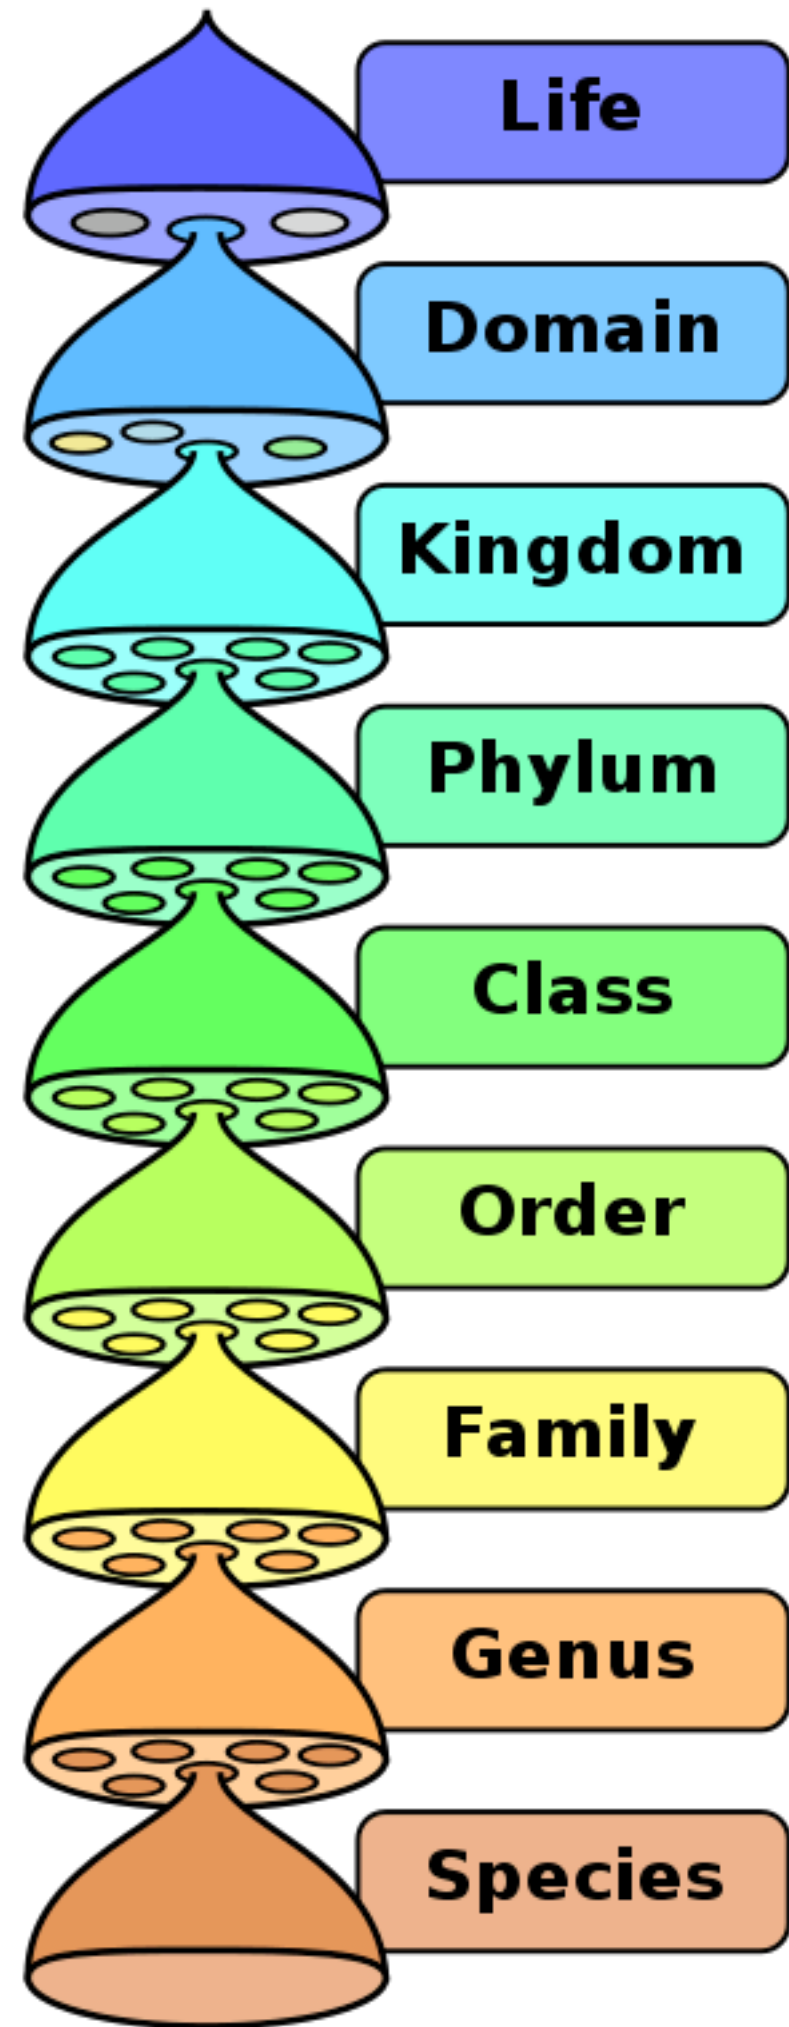 Life
Domain
Kingdom
Phylum
Class
Order
Family
Genus
Species